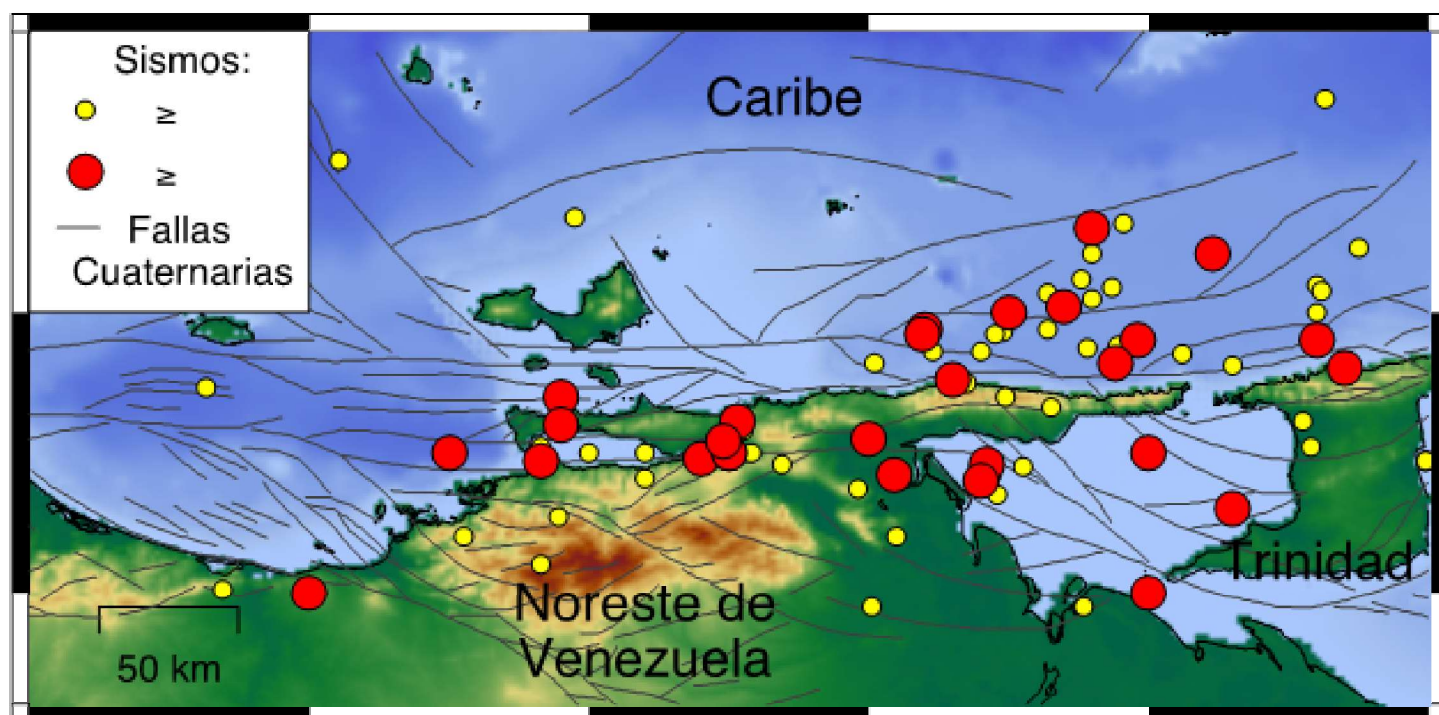 Sismos:
≥
≥
Fallas
Cuaternarias
Caribe
Trinidad
Noreste de
Venezuela
50 km